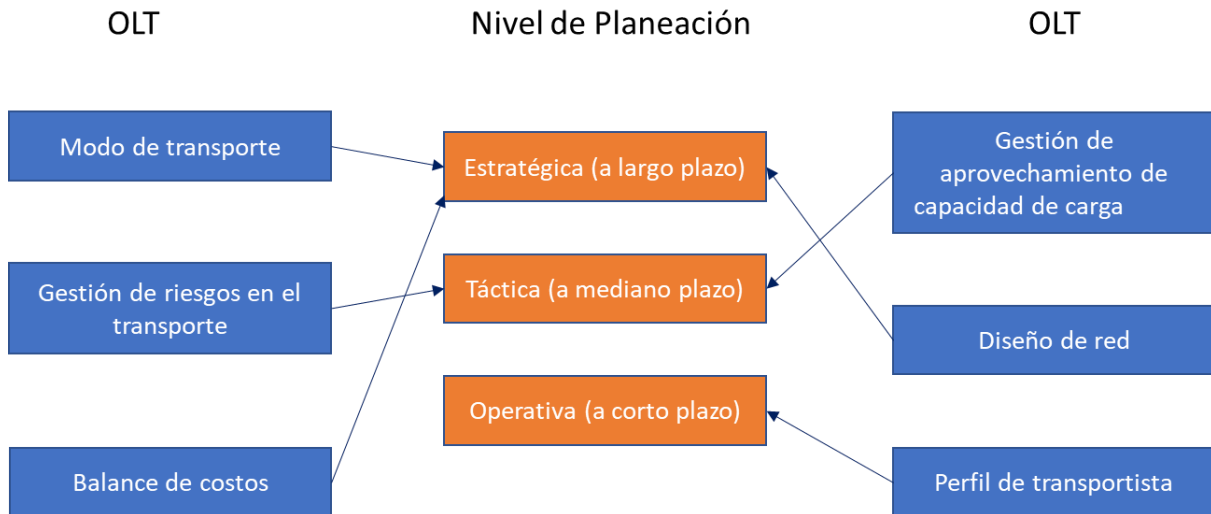 OLT
Nivel de Planeación
OLT
Modo de transporte
Estratégica (a largo plazo)
Gestión de
aprovechamiento de
capacidad de carga
Gestión de riesgos en el
transporte
Táctica (a mediano plazo)
Diseño de red
Operativa (a corto plazo)
Balance de costos
Perfil de transportista